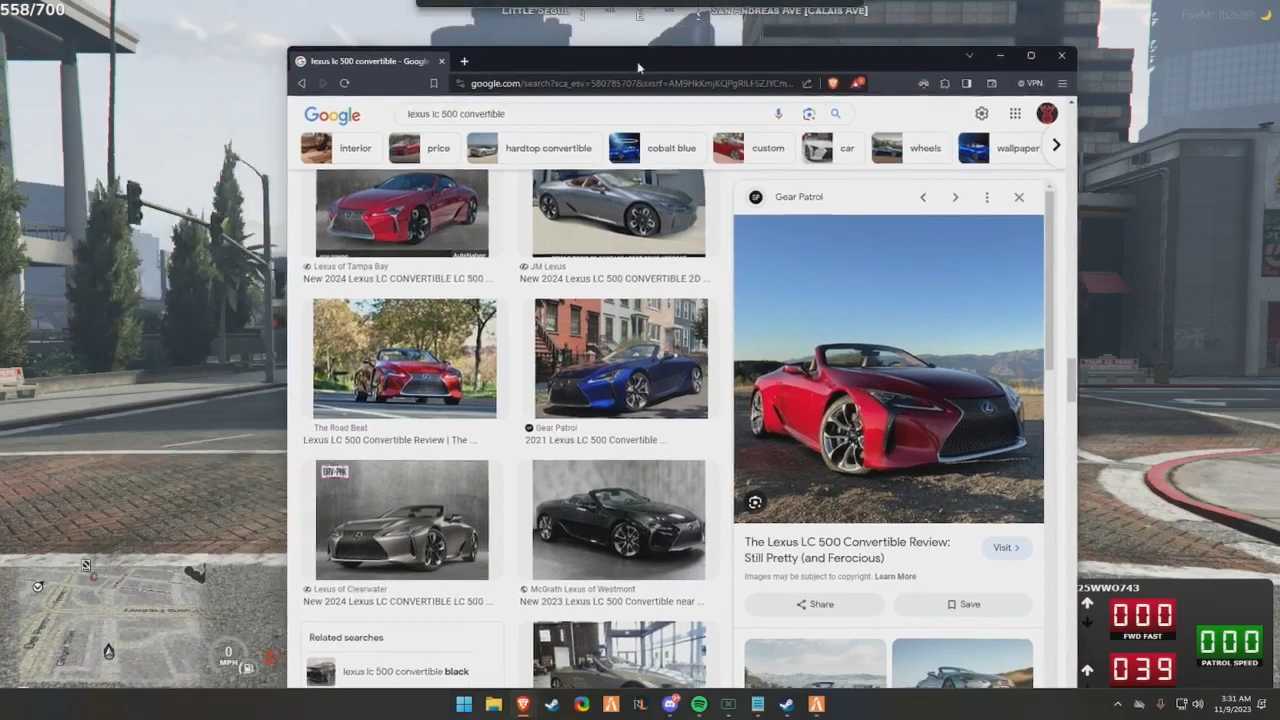 558/700
LITTLE SEOUL
E
SAN ANDREAS AVE [CALAIS AVE]
FiveM* (b2699)
lexus lc 500 convertible - Google
VPN
Google
lexus lc 500 convertible
interior
price
hardtop convertible
cobalt blue
custom
car
wheels
wallpaper
Gear Patrol
Lexus of Tampa Bay
New 2024 Lexus LC CONVERTIBLE LC 500 ...
JM Lexus
New 2024 Lexus LC 500 CONVERTIBLE 2D ...
The Road Beat
Lexus LC 500 Convertible Review | The ...
Gear Patrol
2021 Lexus LC 500 Convertible ...
The Lexus LC 500 Convertible Review:
Still Pretty (and Ferocious)
Visit
Images may be subject to copyright. Learn More
Share
Save
Lexus of Clearwater
New 2024 Lexus LC CONVERTIBLE LC 500 ...
McGrath Lexus of Westmont
New 2023 Lexus LC 500 Convertible near ...
Related searches
lexus lc 500 convertible black
0
MPH
25WWO743
000
FWD FAST
000
PATROL SPEED
039
3:31 AM
11/9/2023